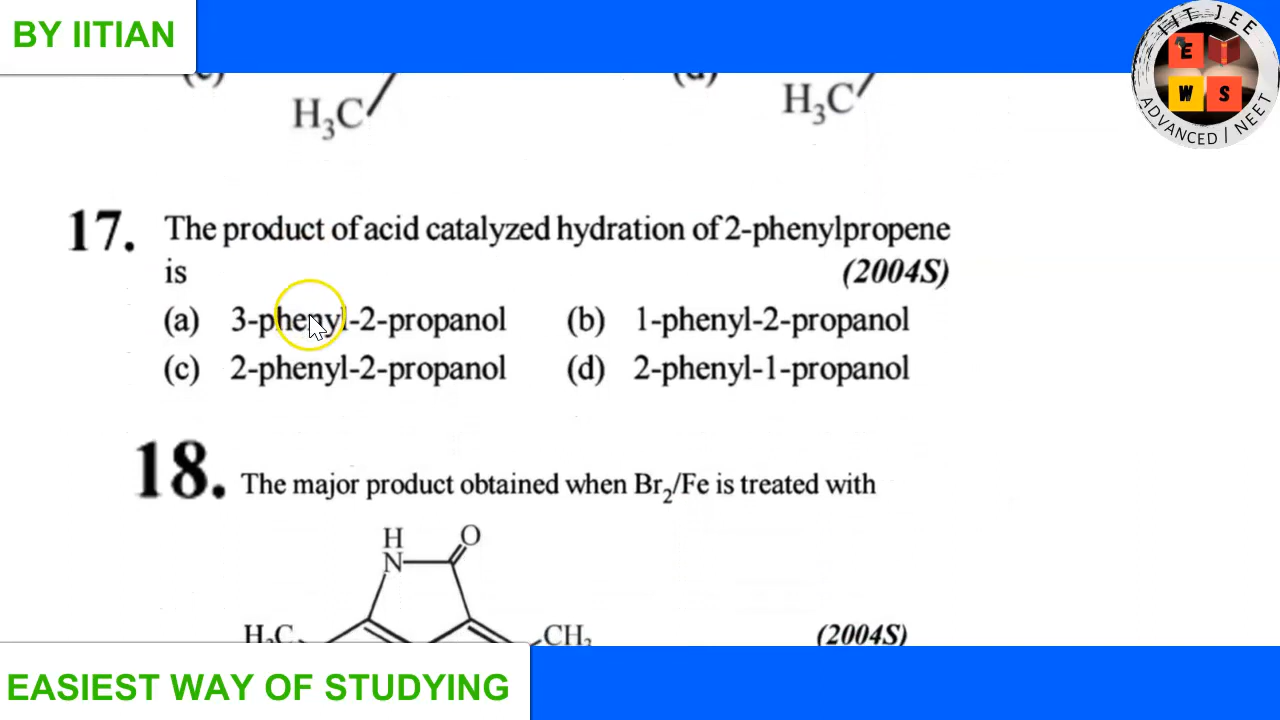 BY IITIAN
IIT JEE
E
W S
ADVANCED / NEET
(c) (d)
H₃C H₃C
17. The product of acid catalyzed hydration of 2-phenylpropene
is (2004S)
(a) 3-phenyl-2-propanol (b) 1-phenyl-2-propanol
(c) 2-phenyl-2-propanol (d) 2-phenyl-1-propanol
18. The major product obtained when Br₂/Fe is treated with
H O
N
H₃C CH₃ (2004S)
EASIEST WAY OF STUDYING